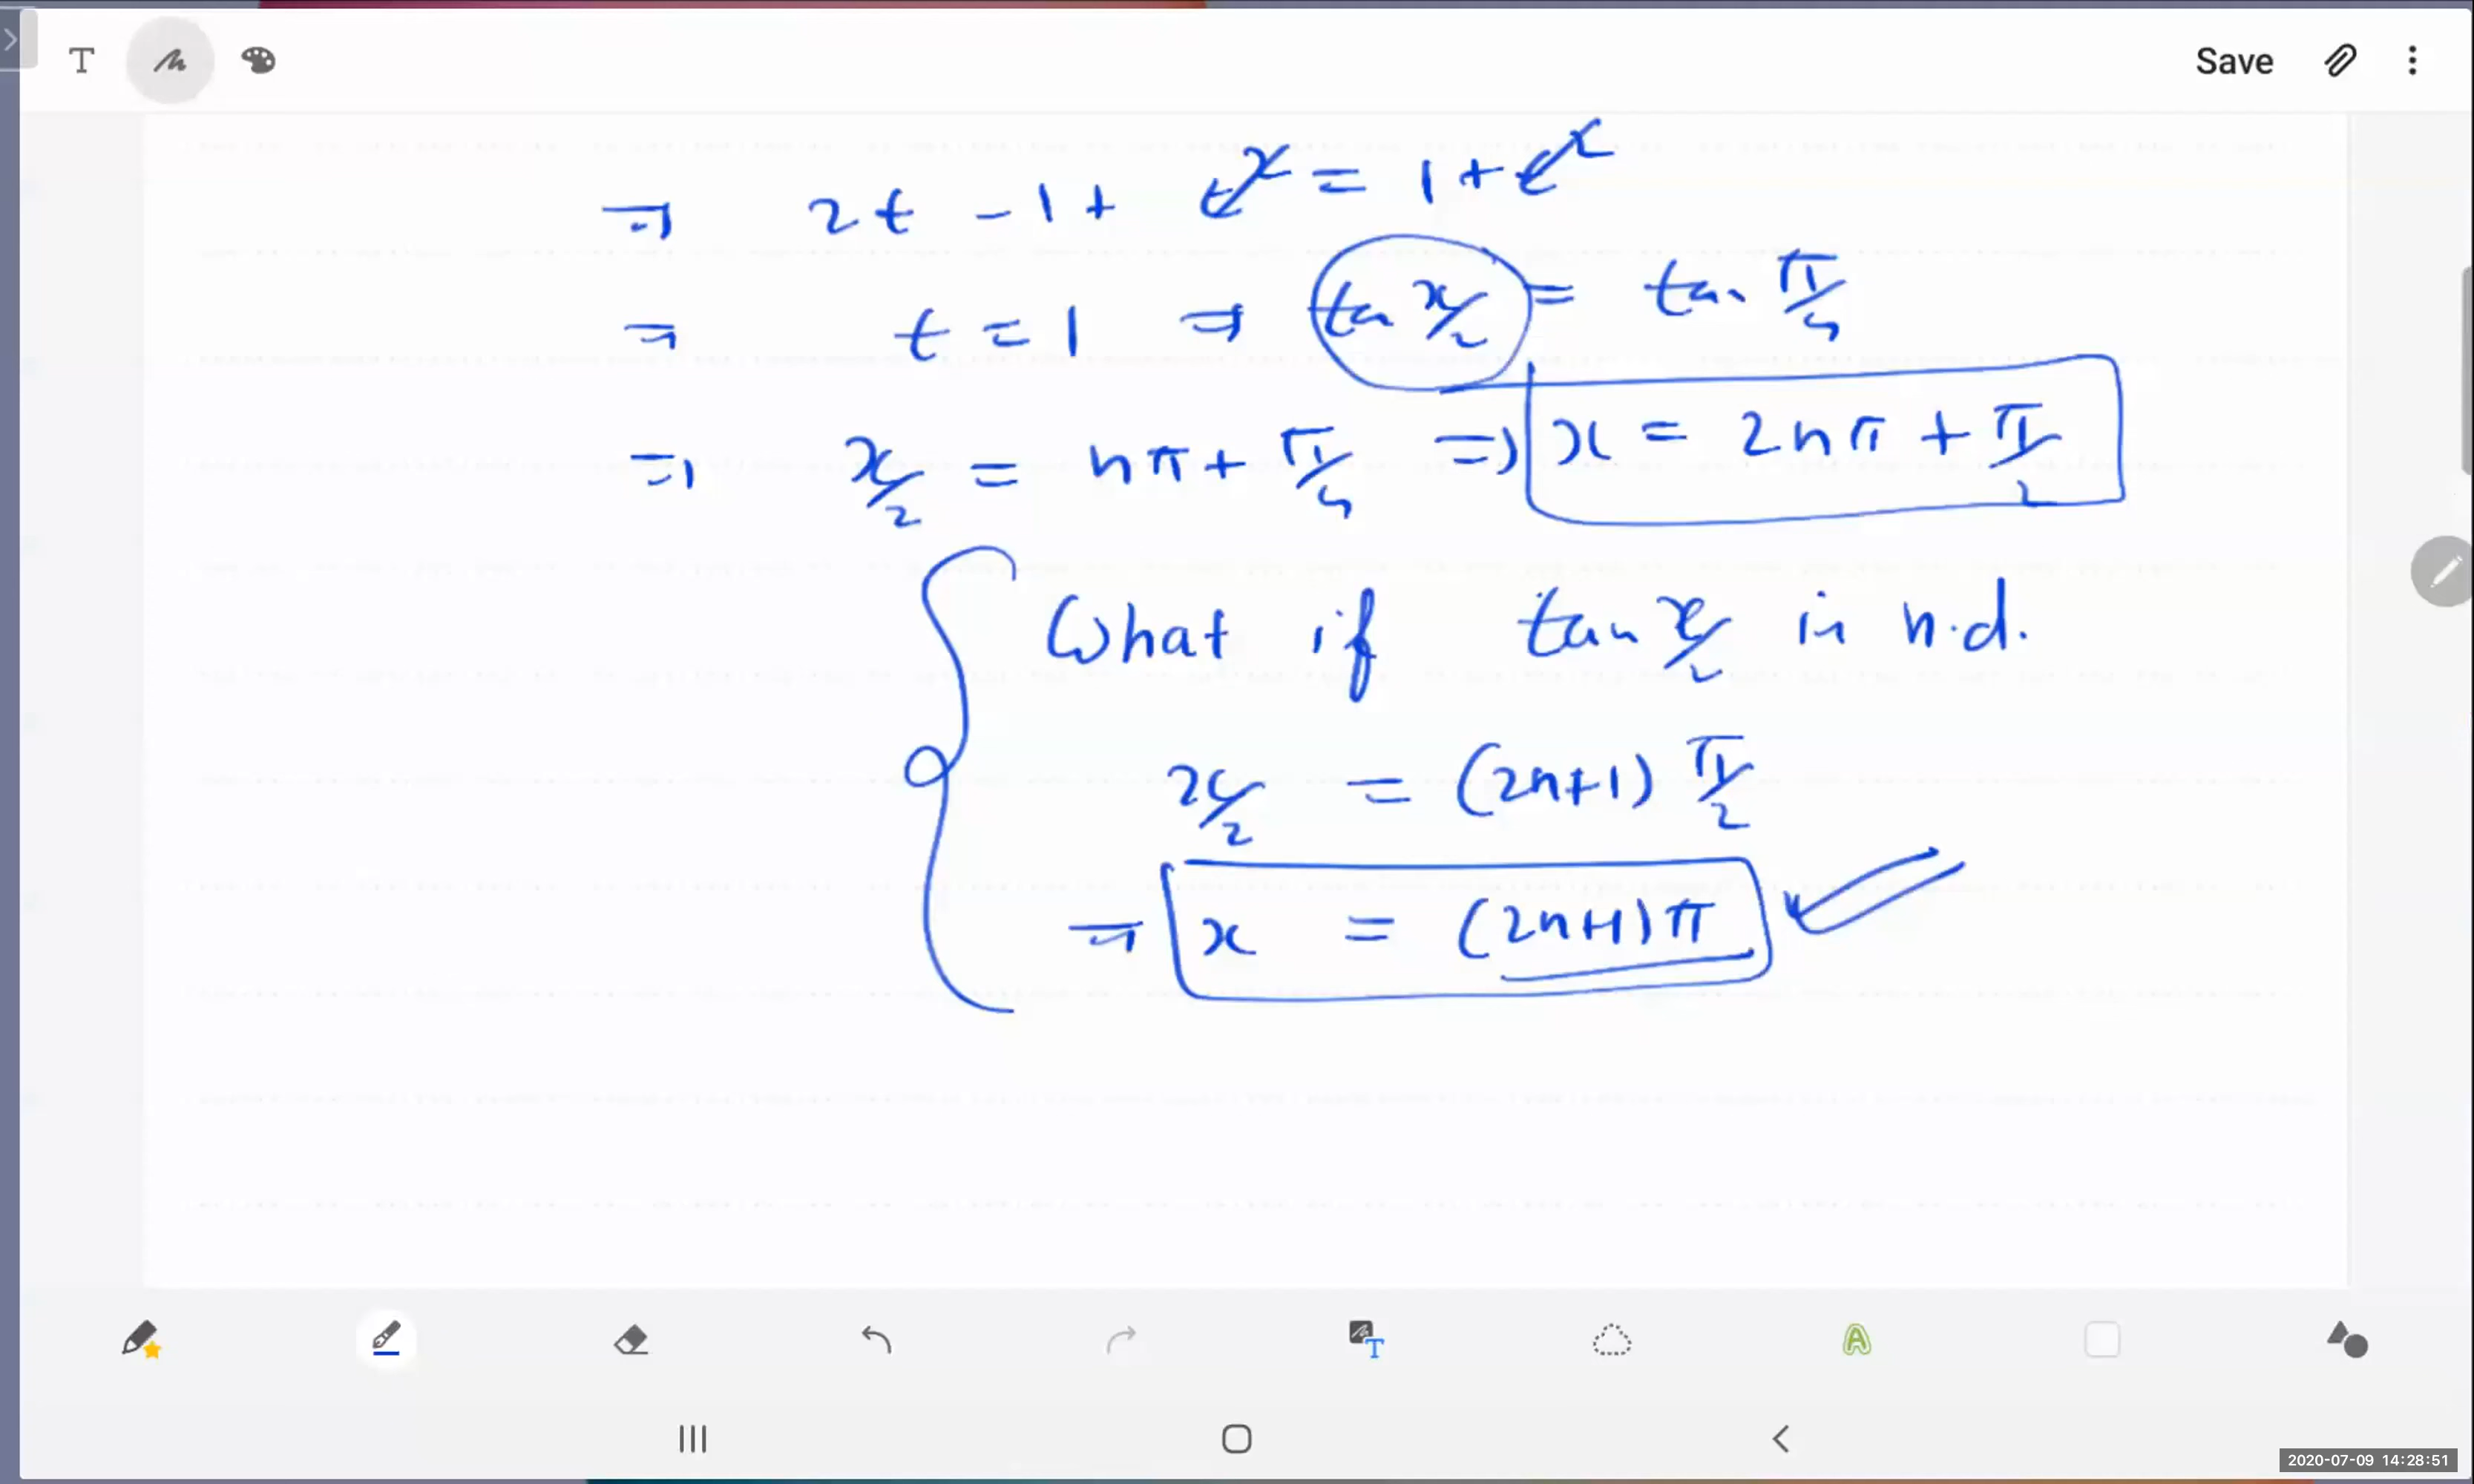 T Save
⇒ 2t - 1 + t² = 1 + t²
⇒ t = 1 ⇒ tan x/2 = tan π/4
⇒ x/2 = nπ + π/4 ⇒ x = 2nπ + π/2
What if tan x/2 is n.d.
x/2 = (2n+1) π/2
⇒ x = (2n+1)π
T A
2020-07-09 14:28:51